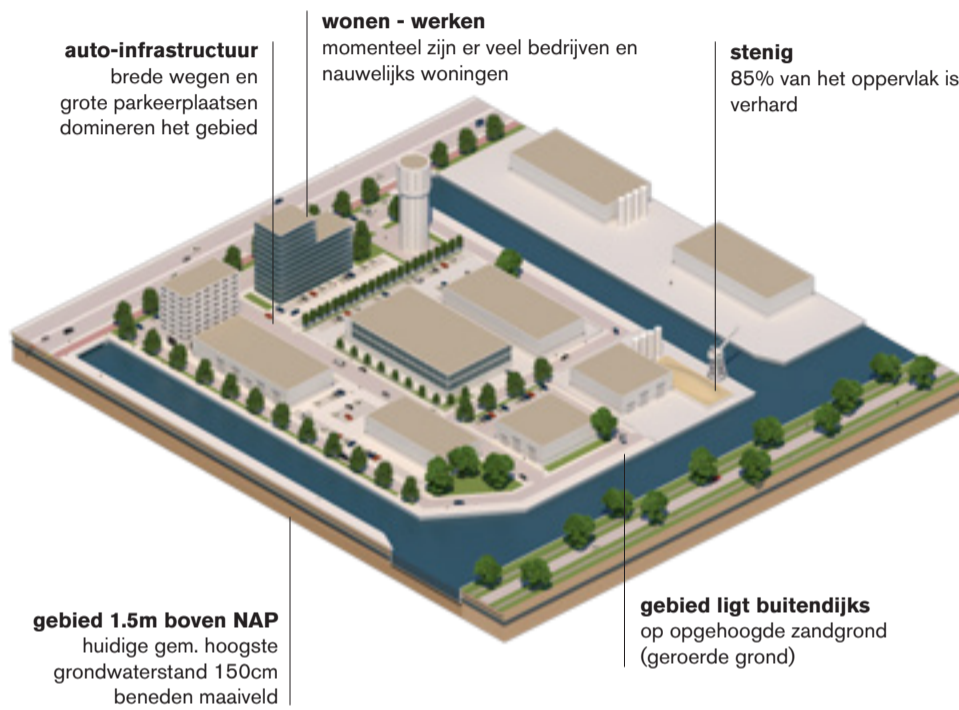 wonen - werken
momenteel zijn er veel bedrijven en
nauwelijks woningen
auto-infrastructuur
brede wegen en
grote parkeerplaatsen
domineren het gebied
stenig
85% van het oppervlak is
verhard
gebied 1.5m boven NAP
huidige gem. hoogste
grondwaterstand 150cm
beneden maaiveld
gebied ligt buitendijks
op opgehoogde zandgrond
(geroerde grond)